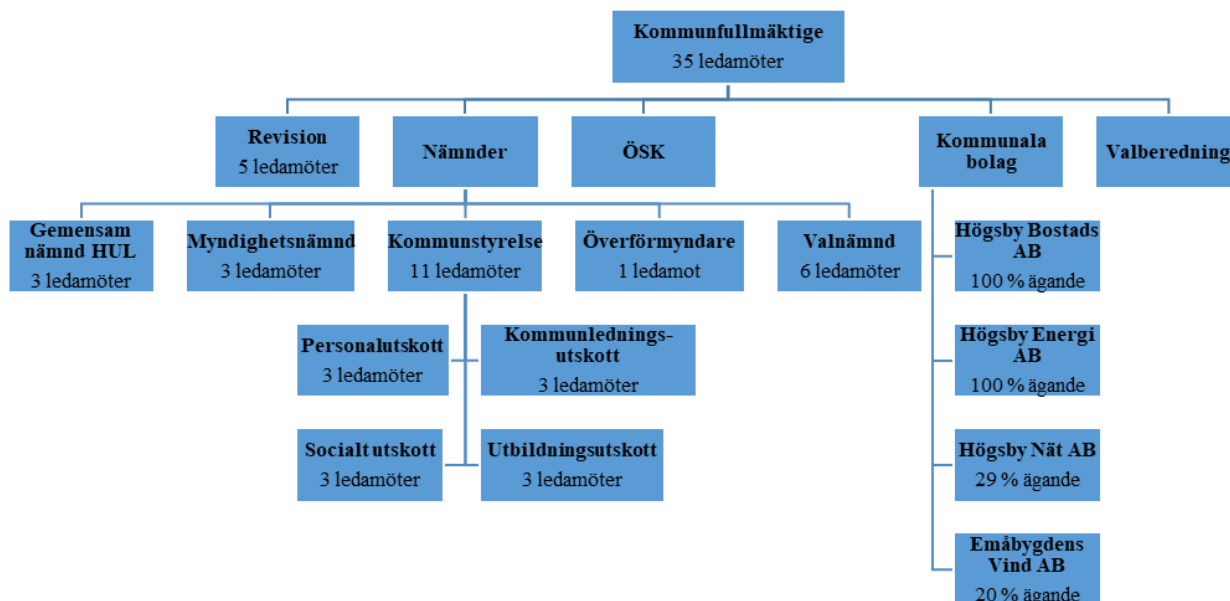 Kommunfullmäktige
35 ledamöter
Revision
5 ledamöter
Nämnder
ÖSK
Kommunala
bolag
Valberedning
Gemensam
nämnd HUL
3 ledamöter
Myndighetsnämnd
3 ledamöter
Kommunstyrelse
11 ledamöter
Överförmyndare
1 ledamot
Valnämnd
6 ledamöter
Personalutskott
3 ledamöter
Kommunlednings-
utskott
3 ledamöter
Socialt utskott
3 ledamöter
Utbildningsutskott
3 ledamöter
Högsby Bostads
AB
100 % ägande
Högsby Energi
AB
100 % ägande
Högsby Nät AB
29 % ägande
Emåbygdens
Vind AB
20 % ägande